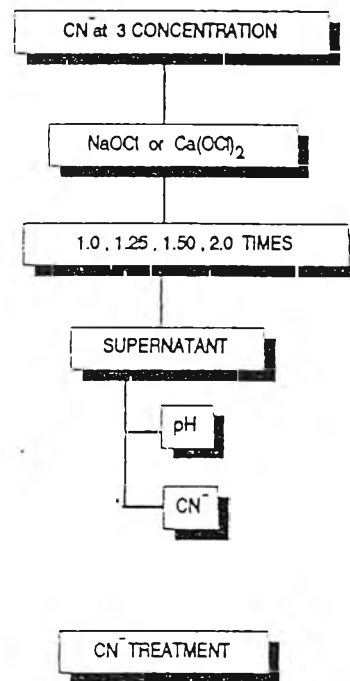 CN⁻ at 3 CONCENTRATION
NaOCl or Ca(OCl)₂
1.0 , 1.25 , 1.50 , 2.0 TIMES
SUPERNATANT
pH
CN⁻
CN⁻ TREATMENT